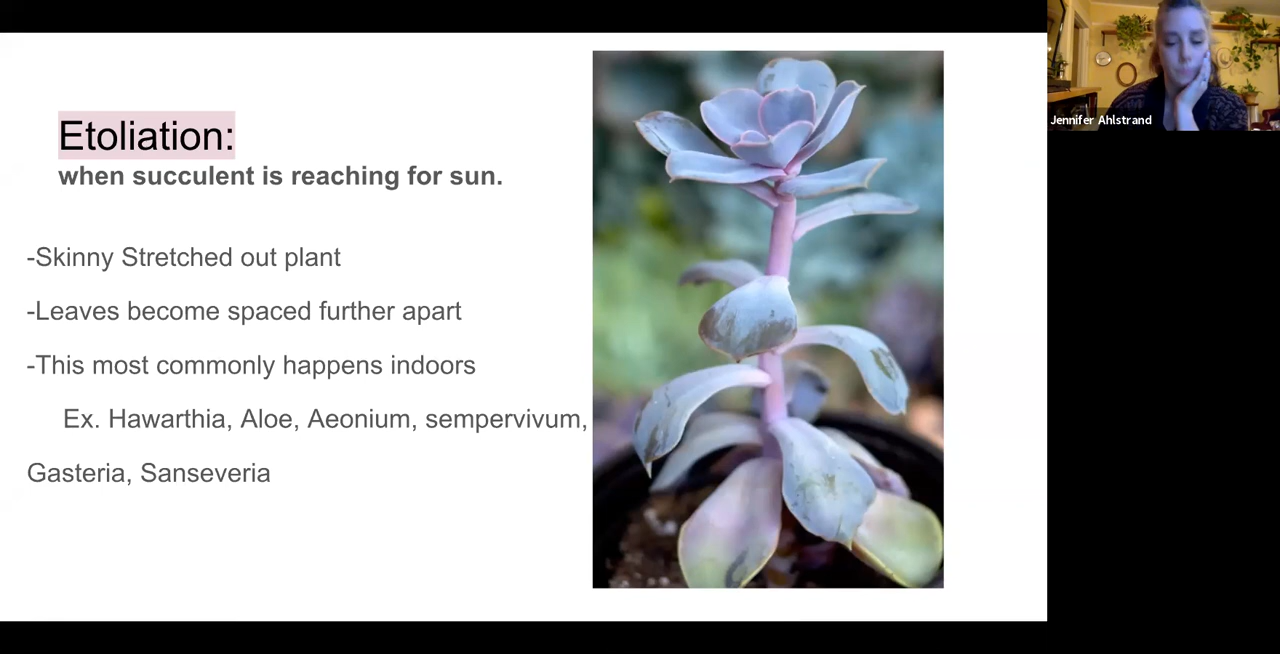 Etoliation:
when succulent is reaching for sun.
-Skinny Stretched out plant
-Leaves become spaced further apart
-This most commonly happens indoors
Ex. Hawarthia, Aloe, Aeonium, sempervivum,
Gasteria, Sanseveria
Jennifer Ahlstrand